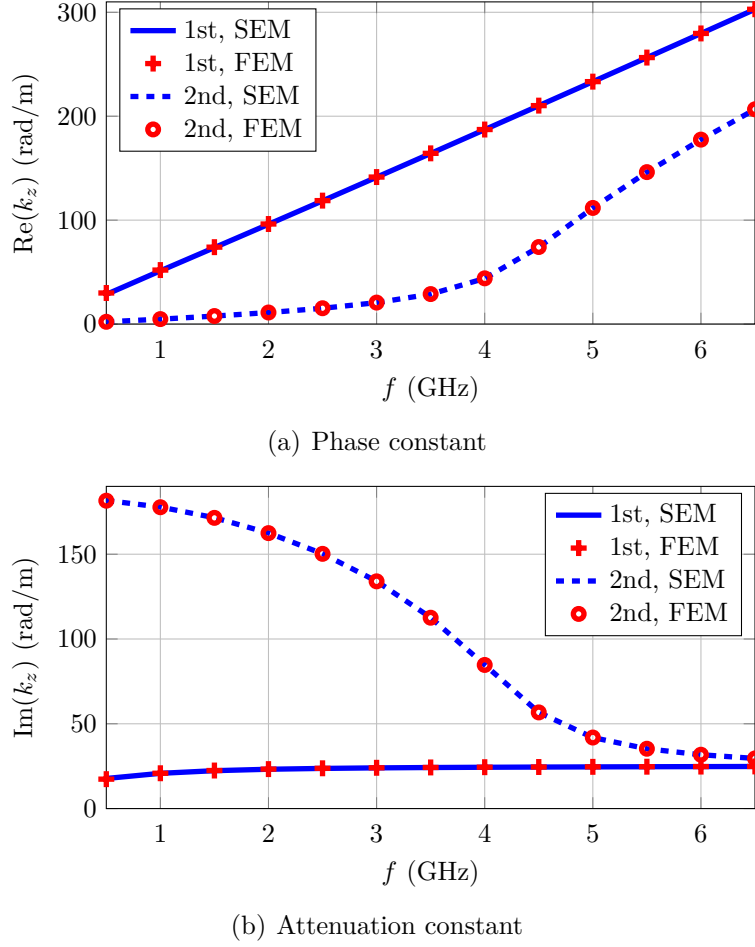 300
200
100
0
Re(k_z) (rad/m)
1st, SEM
1st, FEM
2nd, SEM
2nd, FEM
1 2 3 4 5 6
f (GHz)
(a) Phase constant
150
100
50
0
Im(k_z) (rad/m)
1st, SEM
1st, FEM
2nd, SEM
2nd, FEM
1 2 3 4 5 6
f (GHz)
(b) Attenuation constant